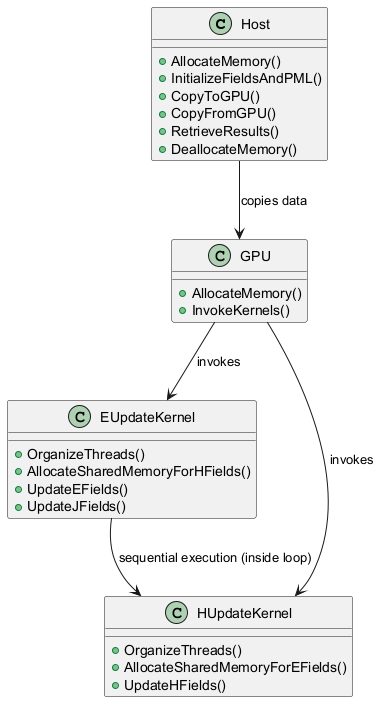 C Host
AllocateMemory()
InitializeFieldsAndPML()
CopyToGPU()
CopyFromGPU()
RetrieveResults()
DeallocateMemory()
copies data
C GPU
AllocateMemory()
InvokeKernels()
invokes
C EUpdateKernel
OrganizeThreads()
AllocateSharedMemoryForHFields()
UpdateEFields()
UpdateJFields()
invokes
sequential execution (inside loop)
C HUpdateKernel
OrganizeThreads()
AllocateSharedMemoryForEFields()
UpdateHFields()